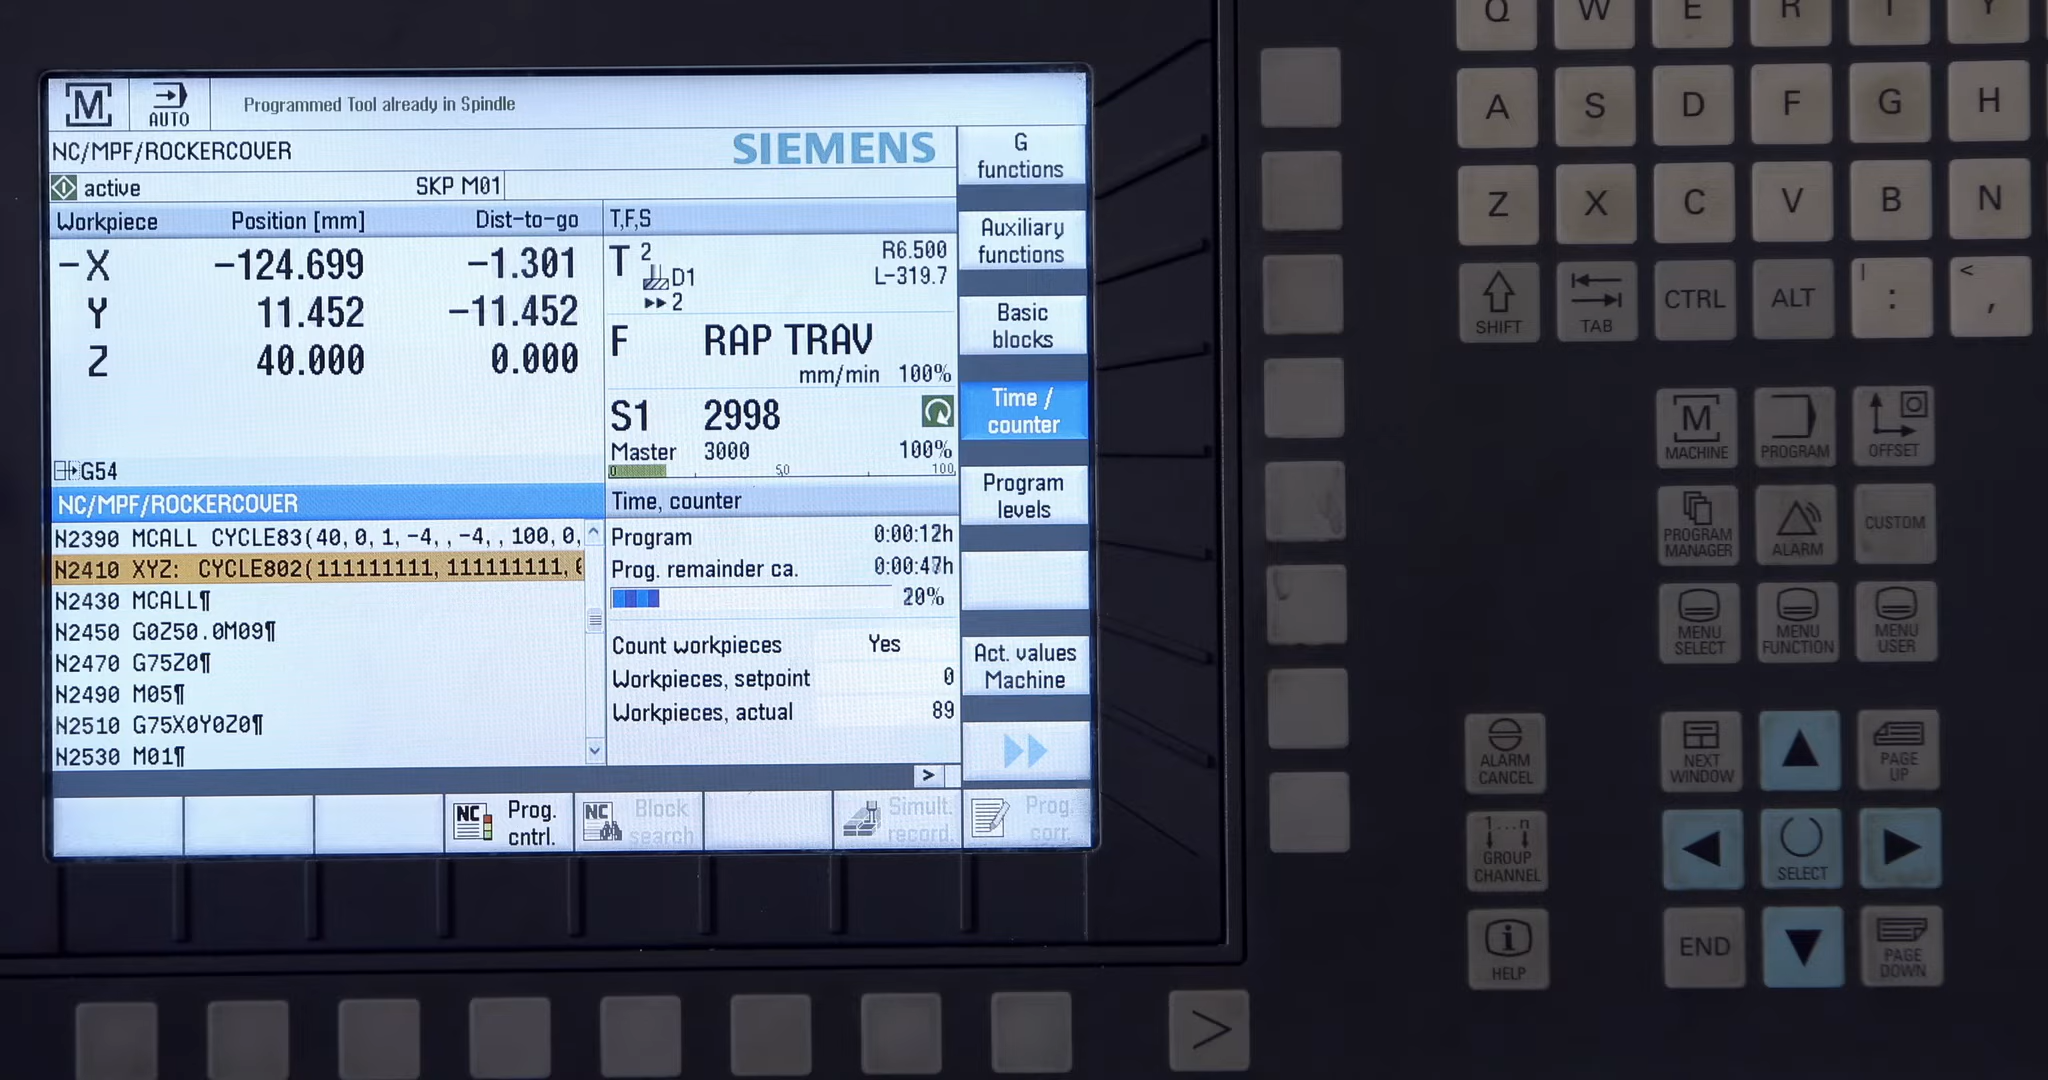 M
AUTO
Programmed Tool already in Spindle
NC/MPF/ROCKERCOVER
SIEMENS
active
SKP M01
Workpiece Position [mm] Dist-to-go
-X -124.699 -1.301
Y 11.452 -11.452
Z 40.000 0.000
G54
T,F,S
T 2 R6.500
D1 L-319.7
2
F RAP TRAV
mm/min 100%
S1 2998
Master 3000 100%
0 50 100
NC/MPF/ROCKERCOVER
N2390 MCALL CYCLE83(40,0,1,-4,,-4,,100,0,
N2410 XYZ: CYCLE802(111111111,111111111,
N2430 MCALL¶
N2450 G0Z50.0M09¶
N2470 G75Z0¶
N2490 M05¶
N2510 G75X0Y0Z0¶
N2530 M01¶
Time, counter
Program 0:00:12h
Prog. remainder ca. 0:00:47h
20%
Count workpieces Yes
Workpieces, setpoint 0
Workpieces, actual 89
>
G
functions
Auxiliary
functions
Basic
blocks
Time /
counter
Program
levels
Act. values
Machine
NC Prog.
cntrl.
NC Block
search
Simult.
record.
Prog.
corr.
Q W E R T Y
A S D F G H
Z X C V B N
SHIFT TAB CTRL ALT | : < ,
M
MACHINE PROGRAM OFFSET
PROGRAM
MANAGER ALARM CUSTOM
MENU
SELECT
MENU
FUNCTION
MENU
USER
ALARM
CANCEL
NEXT
WINDOW
PAGE
UP
1...n
GROUP
CHANNEL
SELECT
i
HELP
END
PAGE
DOWN
>